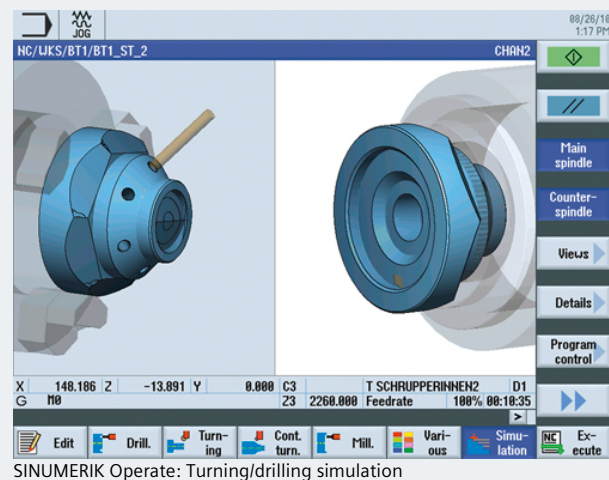 JOG
08/26/10
1:17 PM
NC/WKS/BT1/BT1_ST_2 CHAN2
Main
spindle
Counter-
spindle
Views
Details
Program
control
X 148.186 Z -13.891 Y 0.000 C3 T SCHRUPPERINNEN2 D1
G M0 Z3 2260.000 Feedrate 100% 00:10:35
>
Edit
Drill.
Turn-
ing
Cont.
turn.
Mill.
Vari-
ous
Simu-
lation
NC
Ex-
ecute
SINUMERIK Operate: Turning/drilling simulation